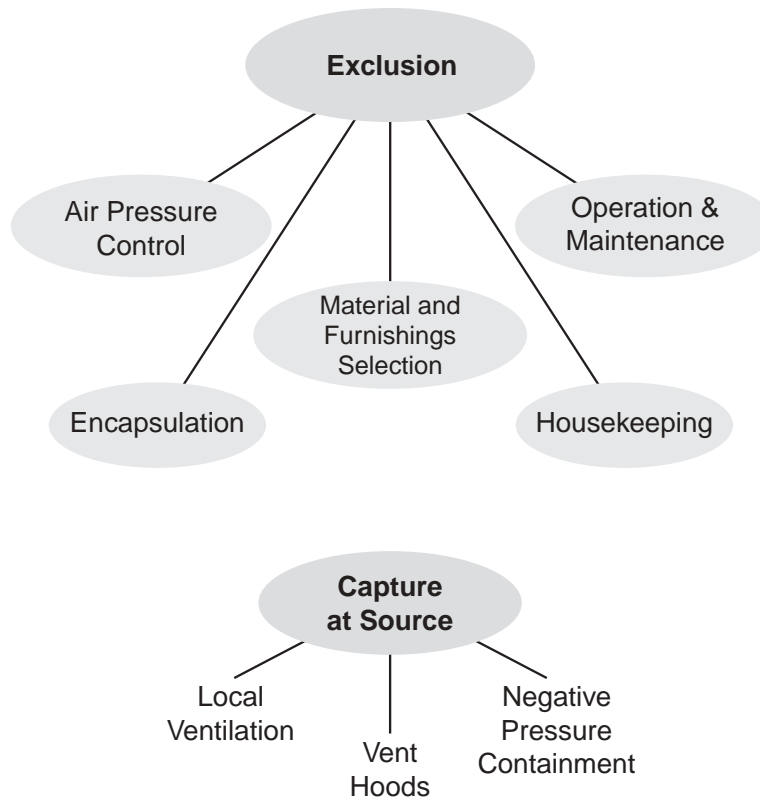 Exclusion
Air Pressure
Control
Operation &
Maintenance
Material and
Furnishings
Selection
Encapsulation
Housekeeping
Capture
at Source
Local
Ventilation
Vent
Hoods
Negative
Pressure
Containment